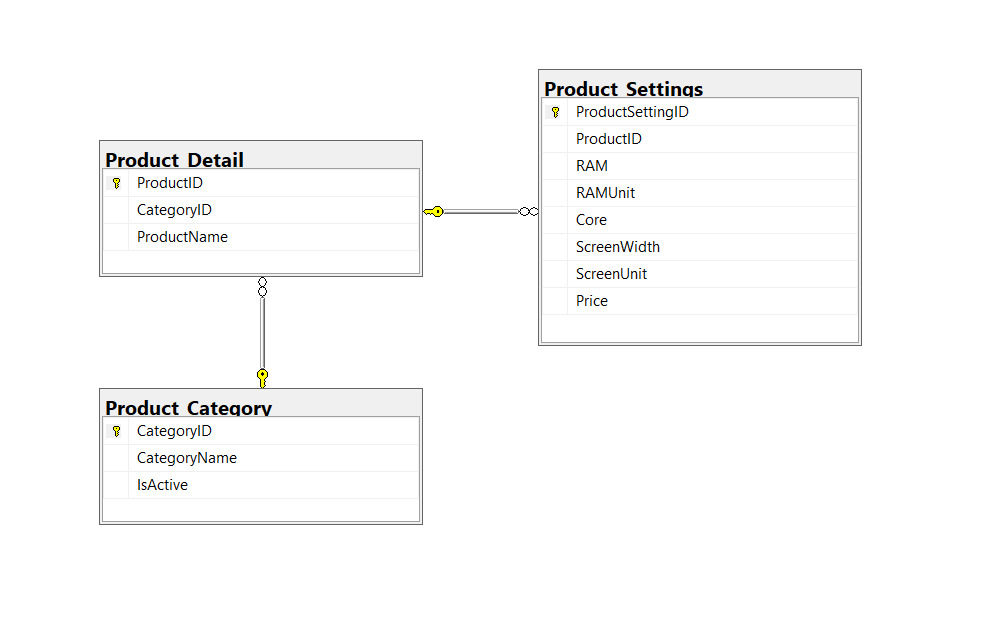 Product_Detail
ProductID
CategoryID
ProductName
Product_Settings
ProductSettingID
ProductID
RAM
RAMUnit
Core
ScreenWidth
ScreenUnit
Price
Product_Category
CategoryID
CategoryName
IsActive